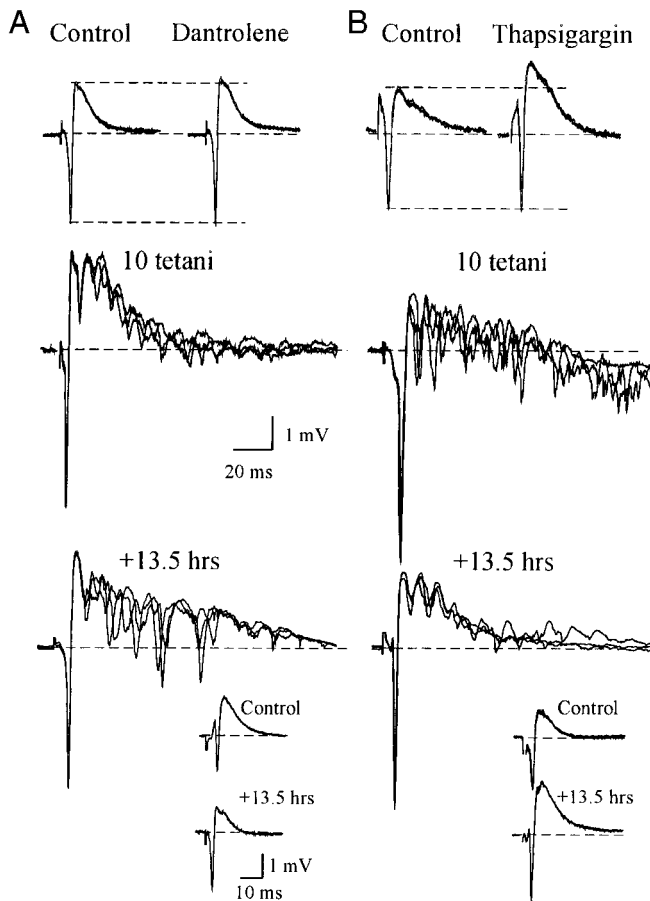 A
Control Dantrolene
B
Control Thapsigargin
10 tetani
10 tetani
1 mV
20 ms
+13.5 hrs
+13.5 hrs
Control
+13.5 hrs
1 mV
10 ms
Control
+13.5 hrs